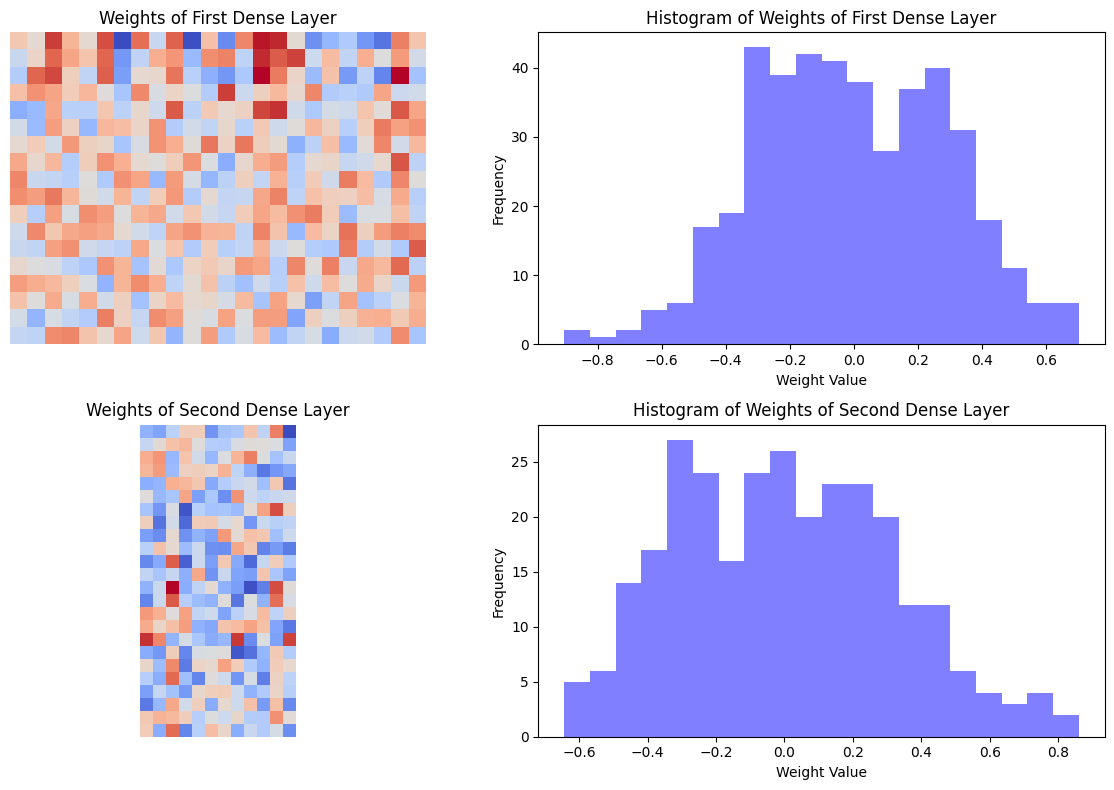 Weights of First Dense Layer
Histogram of Weights of First Dense Layer
Frequency
40
30
20
10
0
−0.8 −0.6 −0.4 −0.2 0.0 0.2 0.4 0.6
Weight Value
Weights of Second Dense Layer
Histogram of Weights of Second Dense Layer
Frequency
25
20
15
10
5
0
−0.6 −0.4 −0.2 0.0 0.2 0.4 0.6 0.8
Weight Value